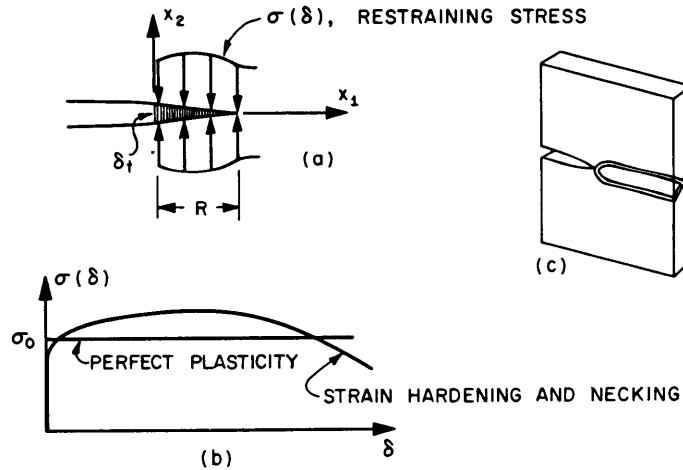 x₂
σ(δ), RESTRAINING STRESS
x₁
δₜ
(a)
R
(c)
σ(δ)
σ₀
PERFECT PLASTICITY
STRAIN HARDENING AND NECKING
δ
(b)